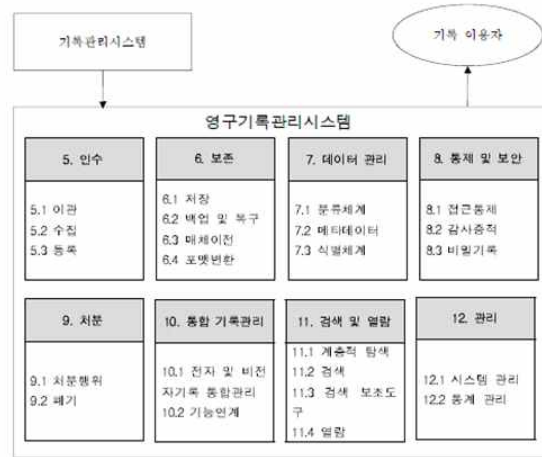 기록관리시스템
기록 이용자
영구기록관리시스템
5. 인수
5.1 이관
5.2 수집
5.3 등록
6. 보존
6.1 저장
6.2 백업 및 복구
6.3 매체이전
6.4 포맷변환
7. 데이터 관리
7.1 분류체계
7.2 메타데이터
7.3 식별체계
8. 통제 및 보안
8.1 접근통제
8.2 감사증적
8.3 비밀기록
9. 처분
9.1 처분행위
9.2 폐기
10. 통합 기록관리
10.1 전자 및 비전
자기록 통합관리
10.2 기능연계
11. 검색 및 열람
11.1 계층적 탐색
11.2 검색
11.3 검색 보조도
구
11.4 열람
12. 관리
12.1 시스템 관리
12.2 통계 관리